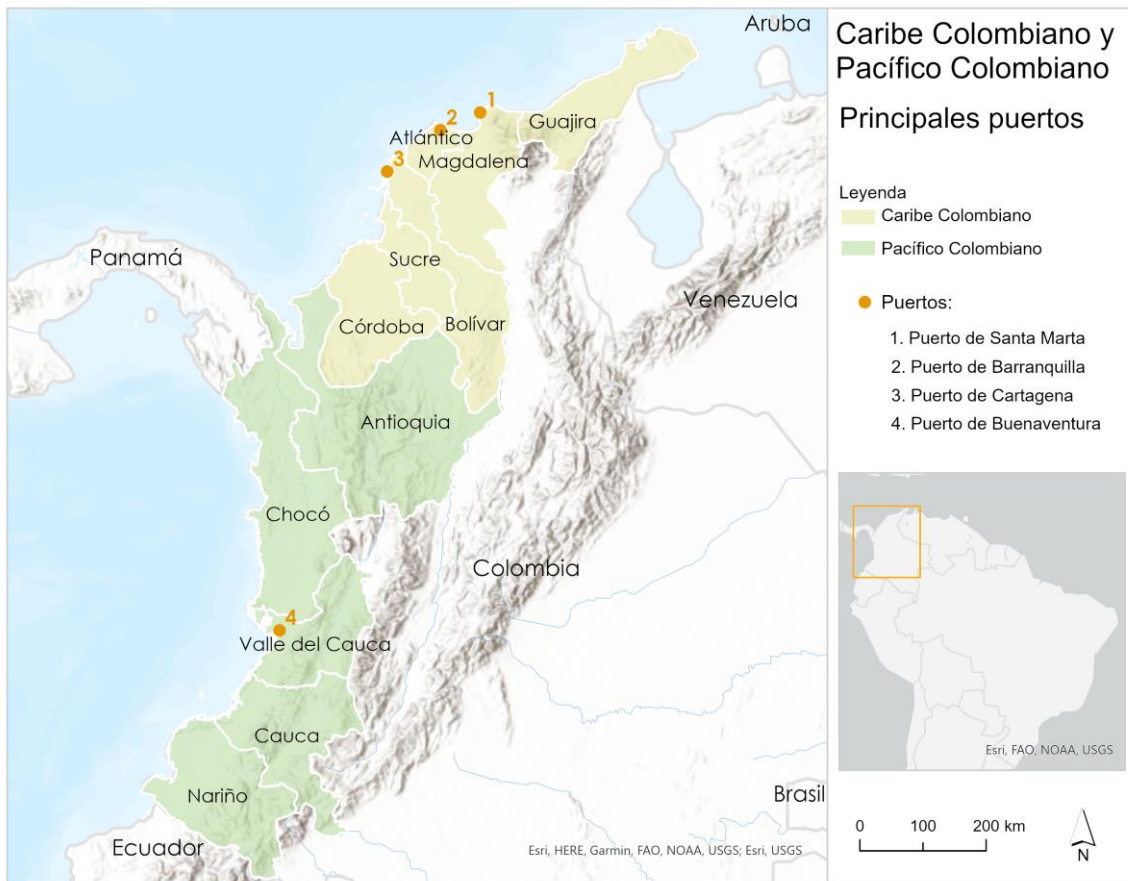 Aruba
1
2
Guajira
Atlántico
Magdalena
3
Panamá
Sucre
Venezuela
Córdoba
Bolívar
Antioquia
Chocó
Colombia
4
Valle del Cauca
Cauca
Nariño
Brasil
Ecuador
Esri, HERE, Garmin, FAO, NOAA, USGS; Esri, USGS
Caribe Colombiano y
Pacífico Colombiano
Principales puertos
Leyenda
Caribe Colombiano
Pacífico Colombiano
Puertos:
1. Puerto de Santa Marta
2. Puerto de Barranquilla
3. Puerto de Cartagena
4. Puerto de Buenaventura
Esri, FAO, NOAA, USGS
0 100 200 km
N